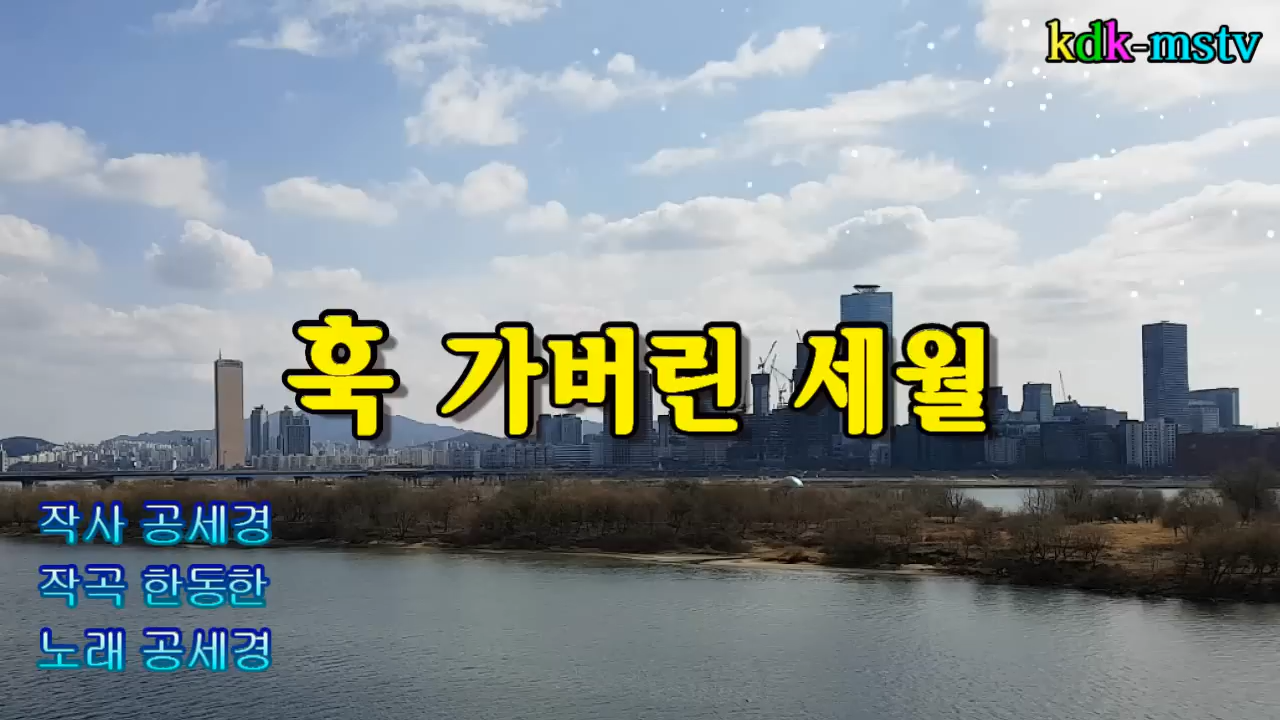 kdk-mstv
훅 가버린 세월
작사 공세경
작곡 한동한
노래 공세경